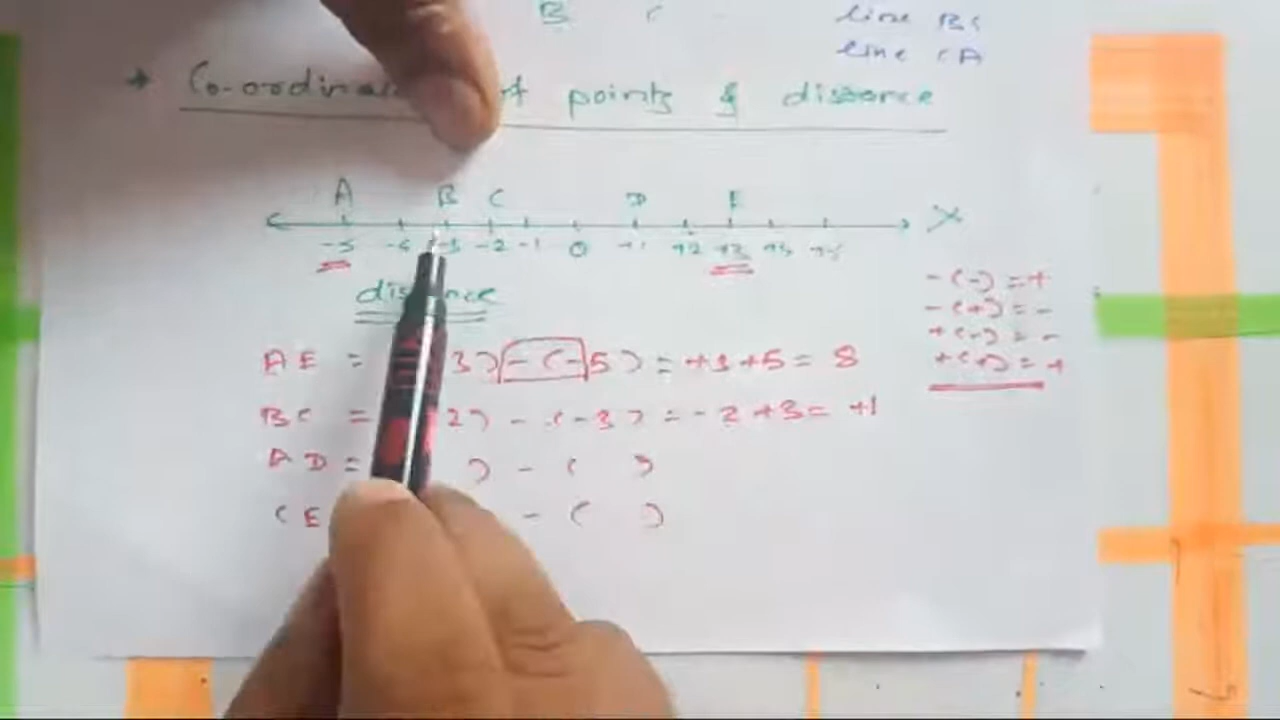 B C line BC
line CA
* Co-ordina of points & distance
A B C D E
-5 -4 -3 -2 -1 0 +1 +2 +3 +4 +5 X
distance
AE = 3) - (-5) = +3 +5 = 8
BC = 2) - (-3) = -2 +3 = +1
AD = ) - ( )
CE - ( )
- (-) = +
- (+) = -
+ (-) = -
+ (+) = +